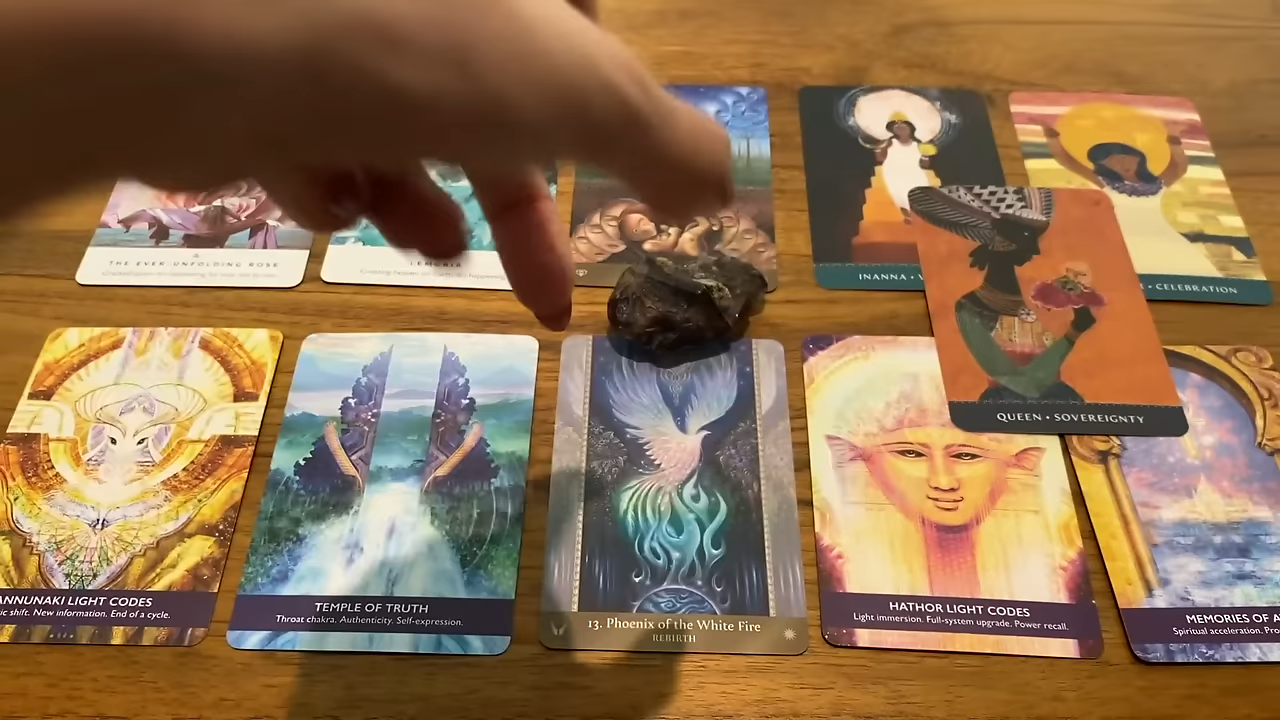 THE EVER-UNFOLDING ROSE
LEMURIA
INANNA •
• CELEBRATION
QUEEN • SOVEREIGNTY
ANNUNAKI LIGHT CODES
shift. New information. End of a cycle.
TEMPLE OF TRUTH
Throat chakra. Authenticity. Self-expression.
13. Phoenix of the White Fire
REBIRTH
HATHOR LIGHT CODES
Light immersion. Full-system upgrade. Power recall.
MEMORIES OF A
Spiritual acceleration.